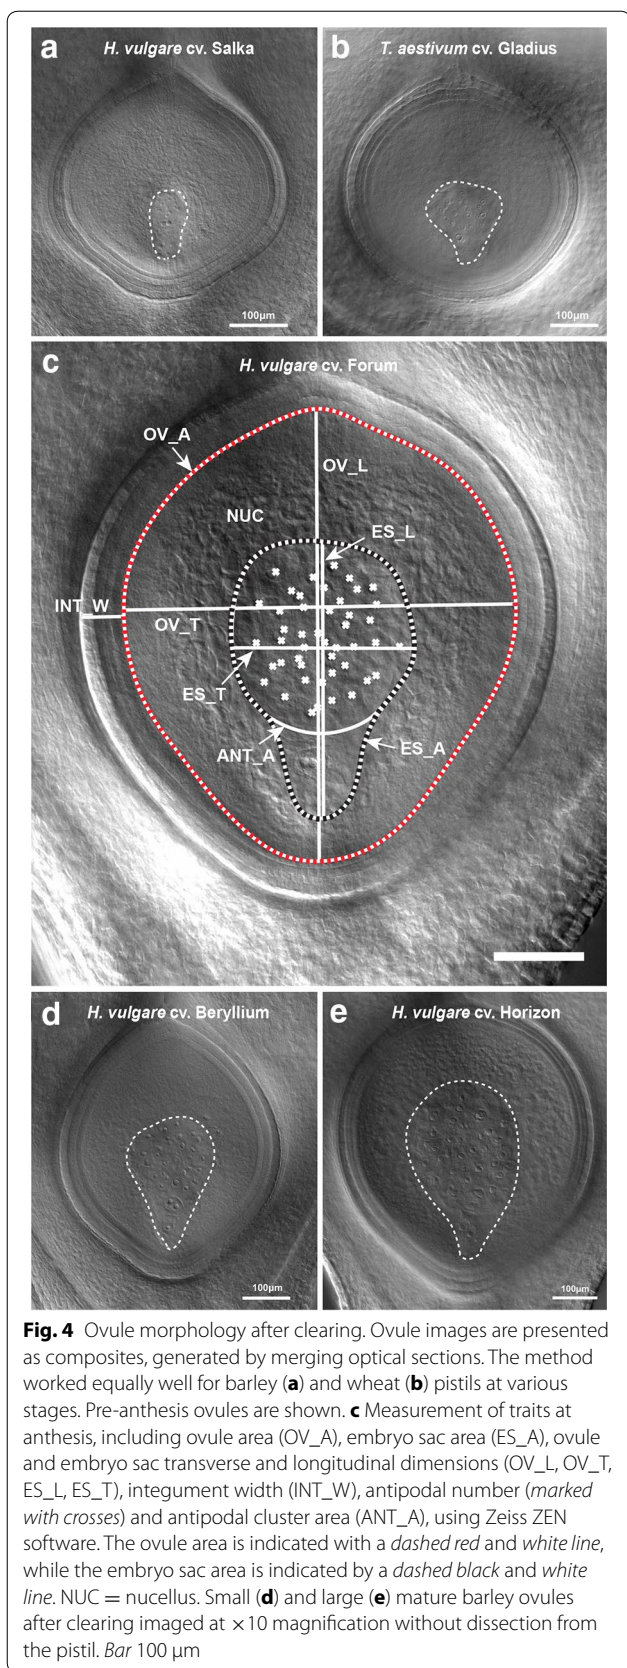 a
H. vulgare cv. Salka
b
T. aestivum cv. Gladius
100µm
100µm
c
H. vulgare cv. Forum
OV_A
OV_L
NUC
ES_L
INT_W
OV_T
ES_T
ANT_A
ES_A
d
H. vulgare cv. Beryllium
e
H. vulgare cv. Horizon
100µm
100µm
Fig. 4 Ovule morphology after clearing. Ovule images are presented
as composites, generated by merging optical sections. The method
worked equally well for barley (a) and wheat (b) pistils at various
stages. Pre-anthesis ovules are shown. c Measurement of traits at
anthesis, including ovule area (OV_A), embryo sac area (ES_A), ovule
and embryo sac transverse and longitudinal dimensions (OV_L, OV_T,
ES_L, ES_T), integument width (INT_W), antipodal number (marked
with crosses) and antipodal cluster area (ANT_A), using Zeiss ZEN
software. The ovule area is indicated with a dashed red and white line,
while the embryo sac area is indicated by a dashed black and white
line. NUC = nucellus. Small (d) and large (e) mature barley ovules
after clearing imaged at ×10 magnification without dissection from
the pistil. Bar 100 µm